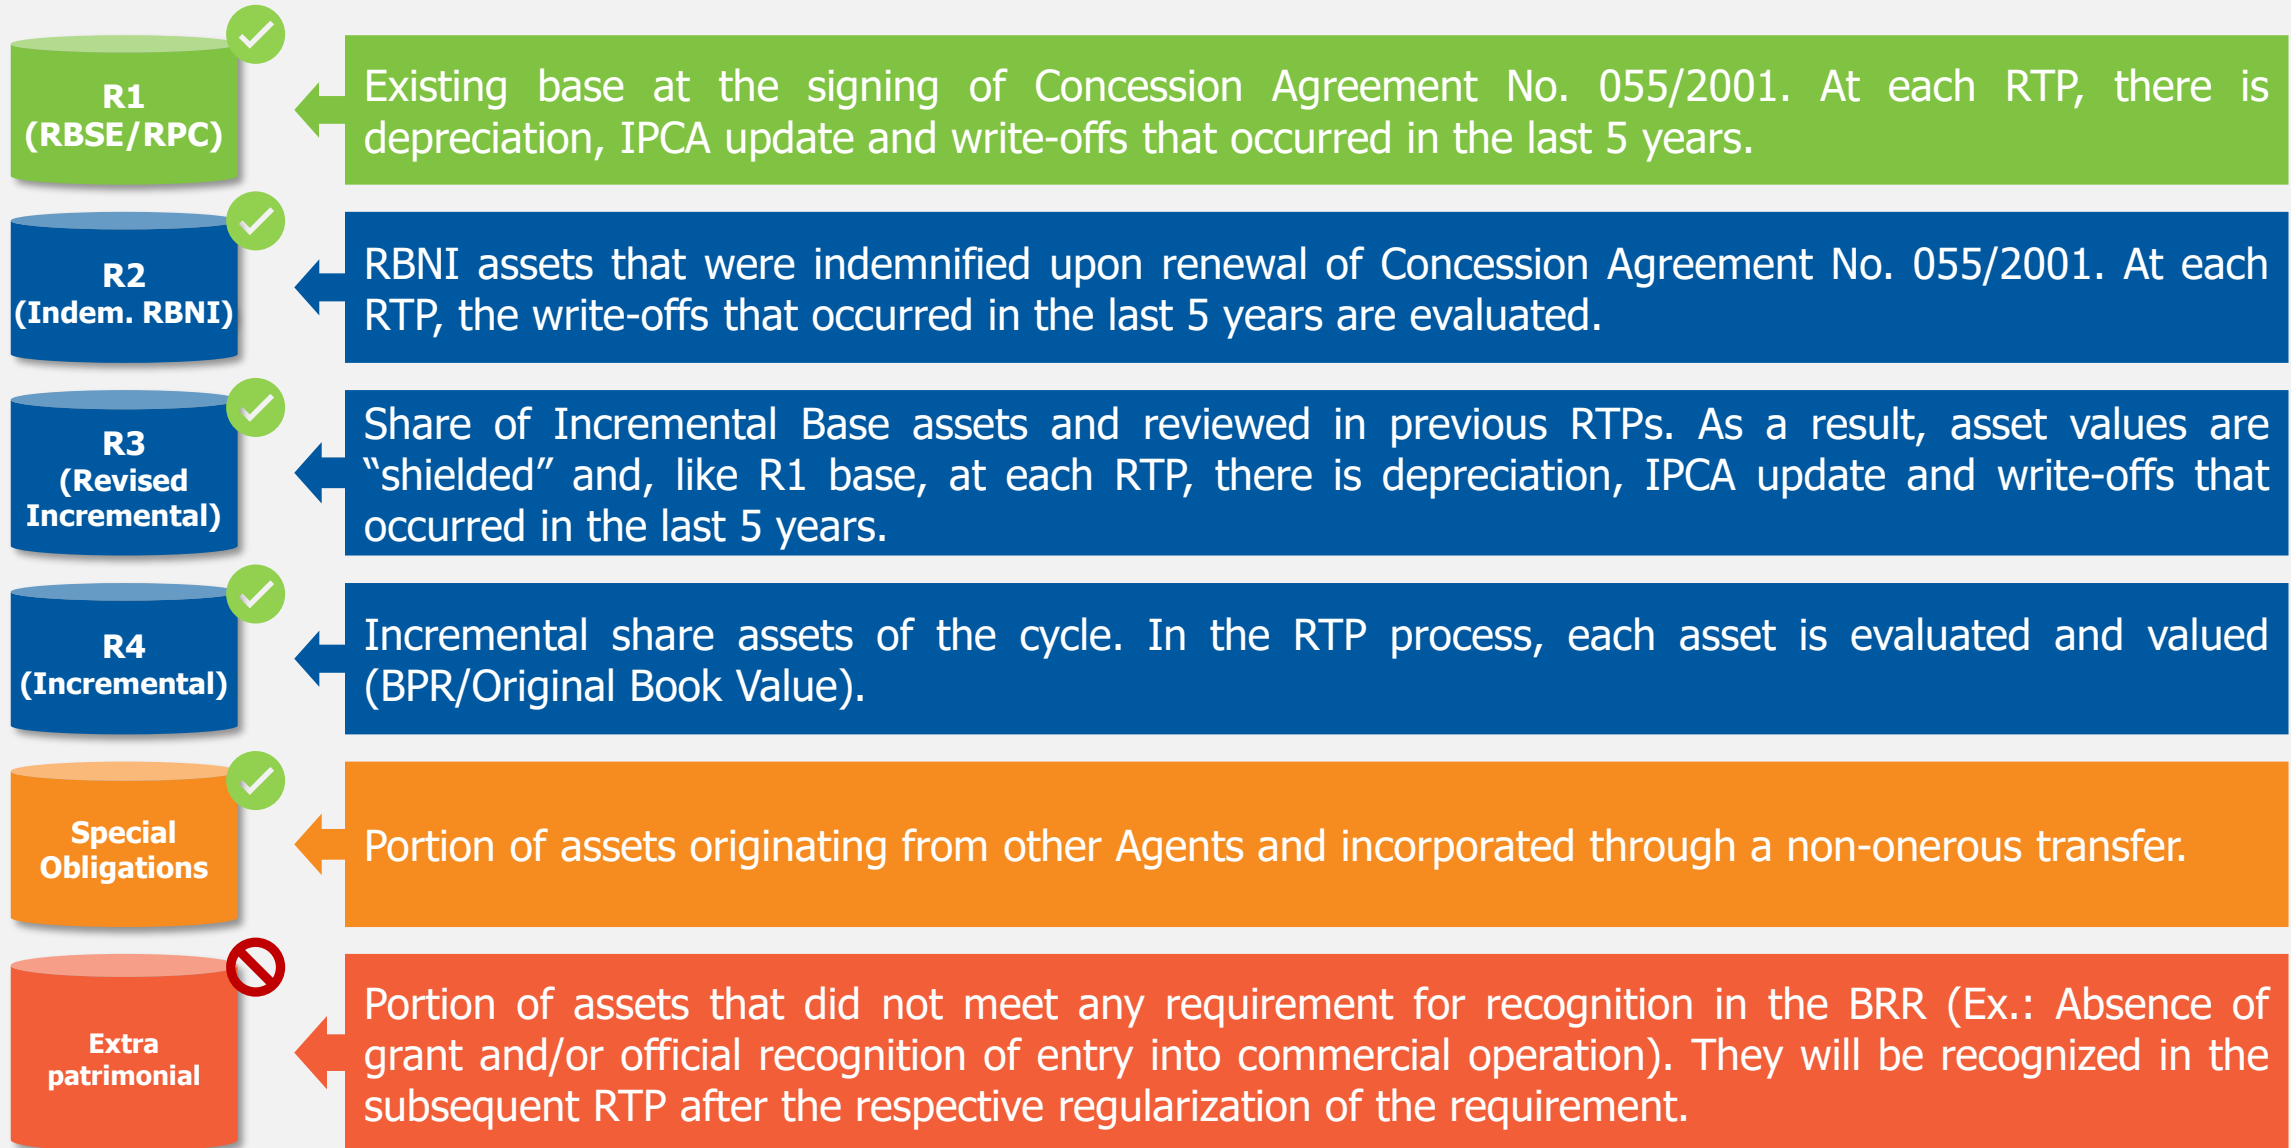 R1
(RBSE/RPC)
Existing base at the signing of Concession Agreement No. 055/2001. At each RTP, there is
depreciation, IPCA update and write-offs that occurred in the last 5 years.
R2
(Indem. RBNI)
RBNI assets that were indemnified upon renewal of Concession Agreement No. 055/2001. At each
RTP, the write-offs that occurred in the last 5 years are evaluated.
R3
(Revised
Incremental)
Share of Incremental Base assets and reviewed in previous RTPs. As a result, asset values are
“shielded” and, like R1 base, at each RTP, there is depreciation, IPCA update and write-offs that
occurred in the last 5 years.
R4
(Incremental)
Incremental share assets of the cycle. In the RTP process, each asset is evaluated and valued
(BPR/Original Book Value).
Special
Obligations
Portion of assets originating from other Agents and incorporated through a non-onerous transfer.
Extra
patrimonial
Portion of assets that did not meet any requirement for recognition in the BRR (Ex.: Absence of
grant and/or official recognition of entry into commercial operation). They will be recognized in the
subsequent RTP after the respective regularization of the requirement.